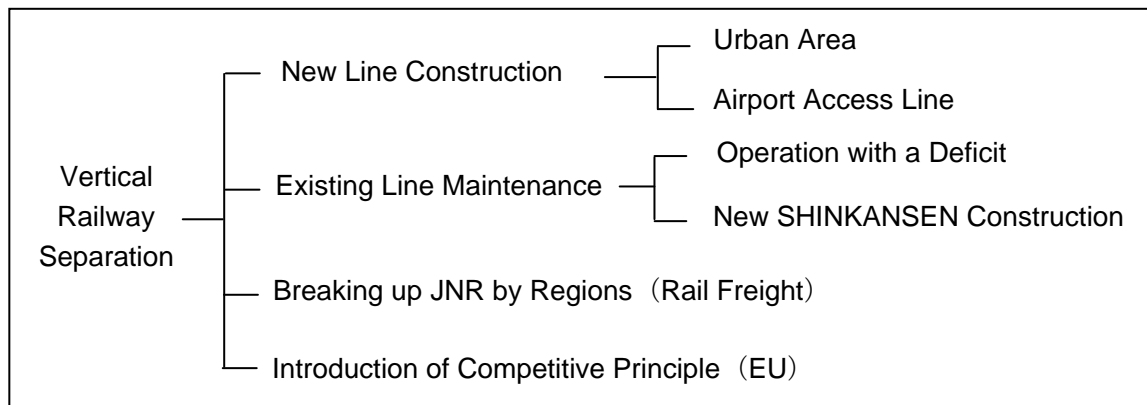 Vertical
Railway
Separation
New Line Construction
Urban Area
Airport Access Line
Existing Line Maintenance
Operation with a Deficit
New SHINKANSEN Construction
Breaking up JNR by Regions（Rail Freight）
Introduction of Competitive Principle（EU）